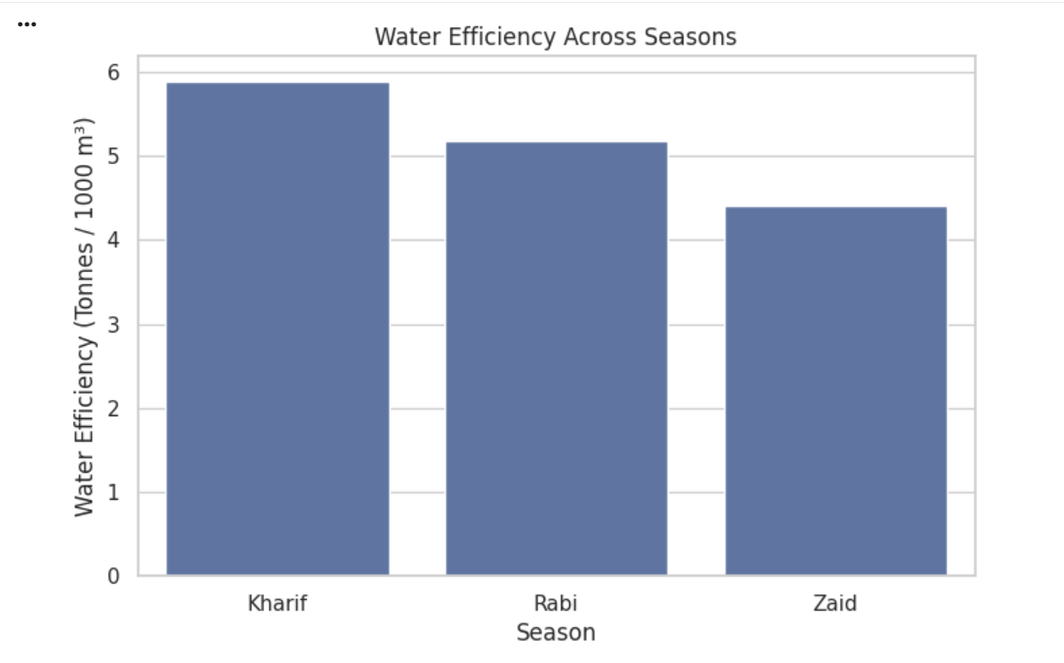 ...
Water Efficiency Across Seasons
Water Efficiency (Tonnes / 1000 m³)
6
5
4
3
2
1
0
Kharif Rabi Zaid
Season